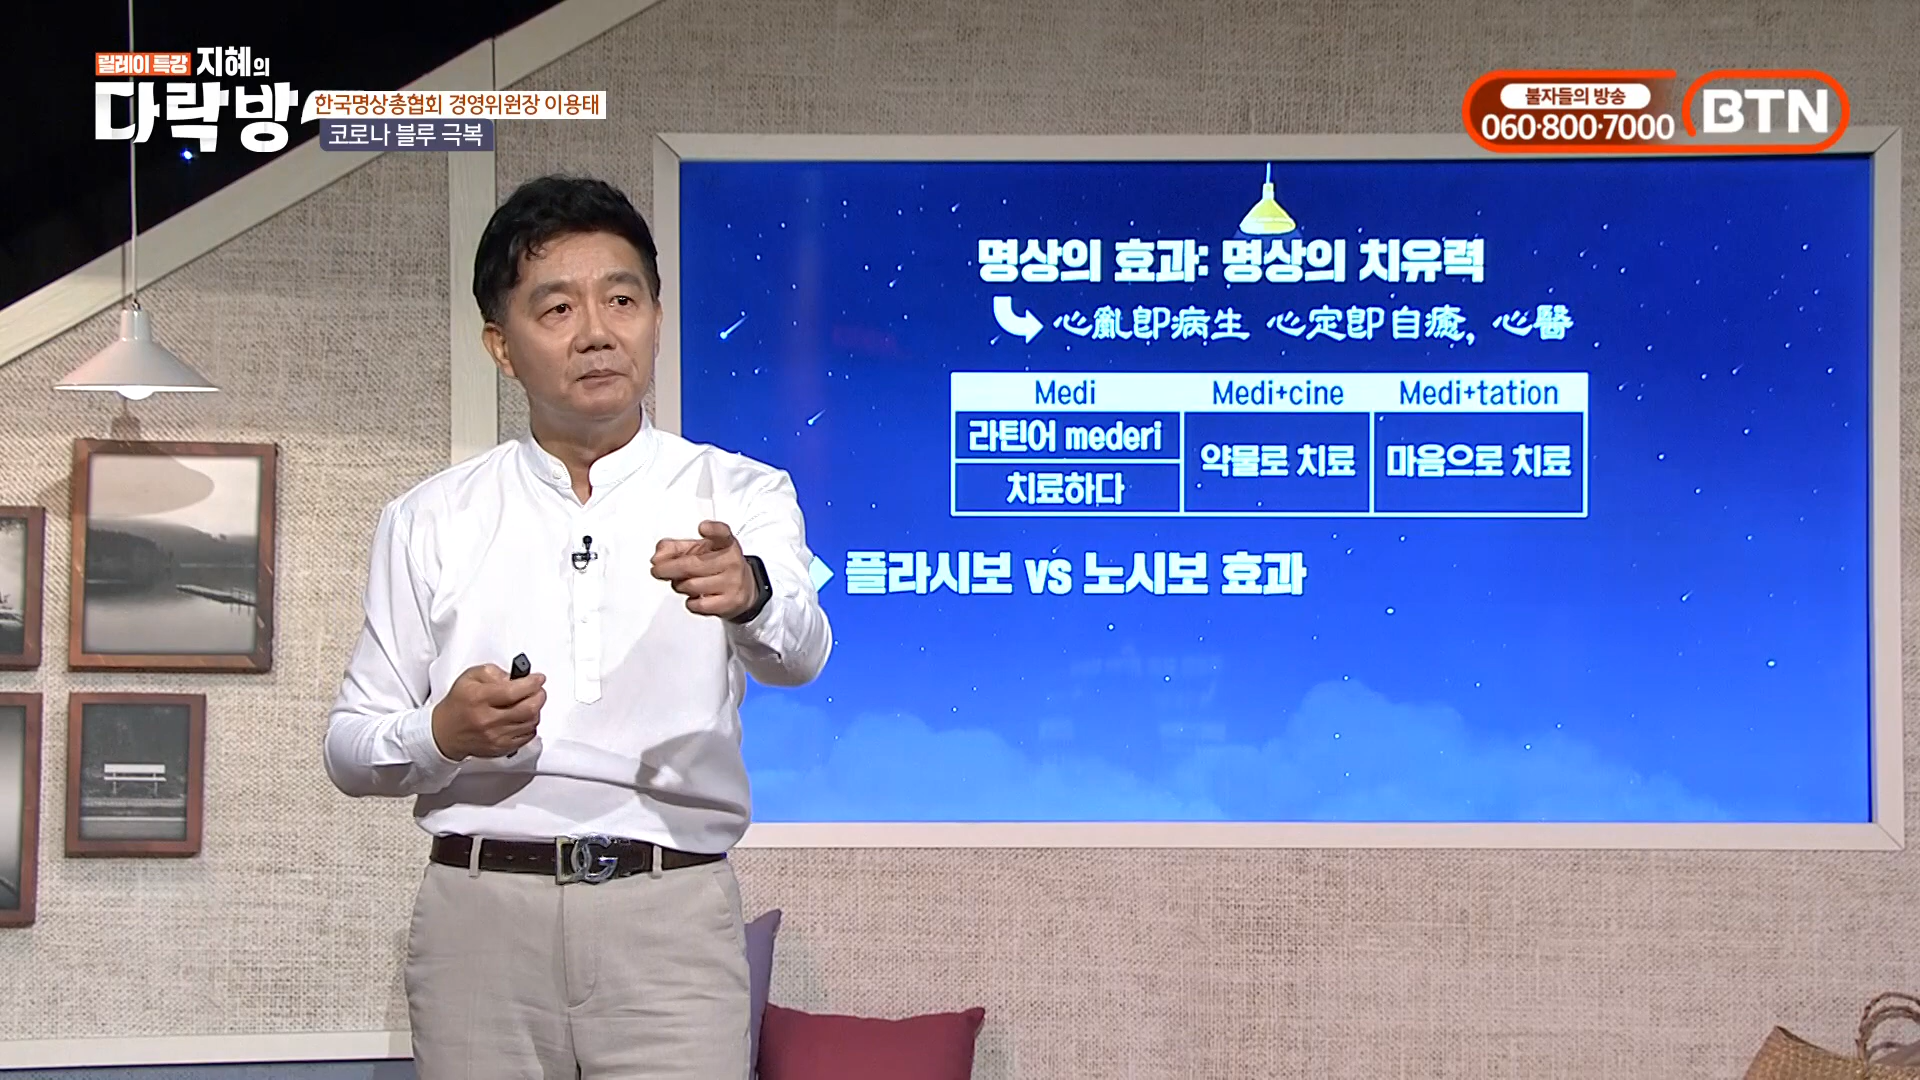 릴레이 특강 지혜의
다락방
한국명상총협회 경영위원장 이용태
코로나 블루 극복
불자들의 방송
060·800·7000
BTN
명상의 효과: 명상의 치유력
心亂卽病生 心定卽自癒, 心醫
Medi Medi+cine Medi+tation
라틴어 mederi
치료하다
약물로 치료
마음으로 치료
플라시보 vs 노시보 효과